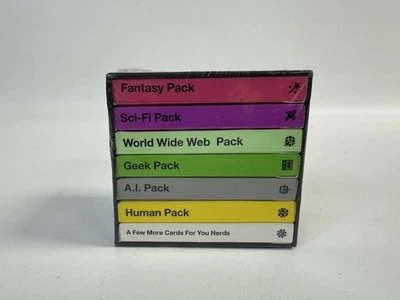 Fantasy Pack
Sci-Fi Pack
World Wide Web Pack
Geek Pack
A.I. Pack
Human Pack
A Few More Cards For You Nerds